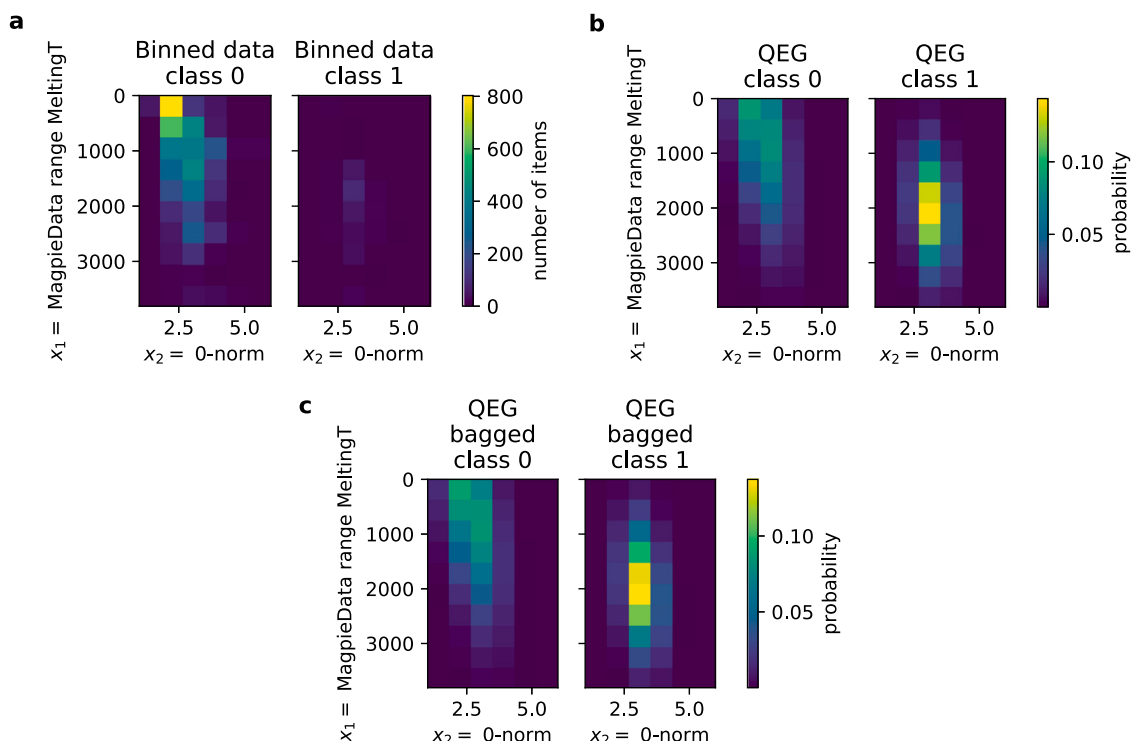 a
Binned data
class 0
Binned data
class 1
x₁ = MagpieData range MeltingT
0
1000
2000
3000
2.5
5.0
x₂ = 0-norm
2.5
5.0
x₂ = 0-norm
800
600
400
200
0
number of items
b
QEG
class 0
QEG
class 1
x₁ = MagpieData range MeltingT
0
1000
2000
3000
2.5
5.0
x₂ = 0-norm
2.5
5.0
x₂ = 0-norm
0.10
0.05
probability
c
QEG
bagged
class 0
QEG
bagged
class 1
x₁ = MagpieData range MeltingT
0
1000
2000
3000
2.5
5.0
x₂ = 0-norm
2.5
5.0
x₂ = 0-norm
0.10
0.05
probability